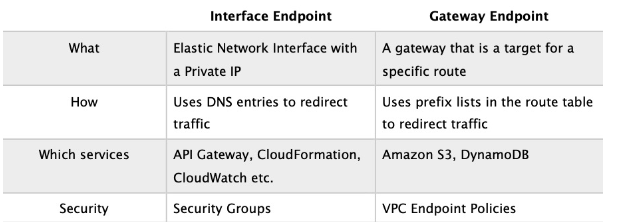 Interface Endpoint Gateway Endpoint
What Elastic Network Interface with A gateway that is a target for a
a Private IP specific route
How Uses DNS entries to redirect Uses prefix lists in the route table
traffic to redirect traffic
Which services API Gateway, CloudFormation, Amazon S3, DynamoDB
CloudWatch etc.
Security Security Groups VPC Endpoint Policies